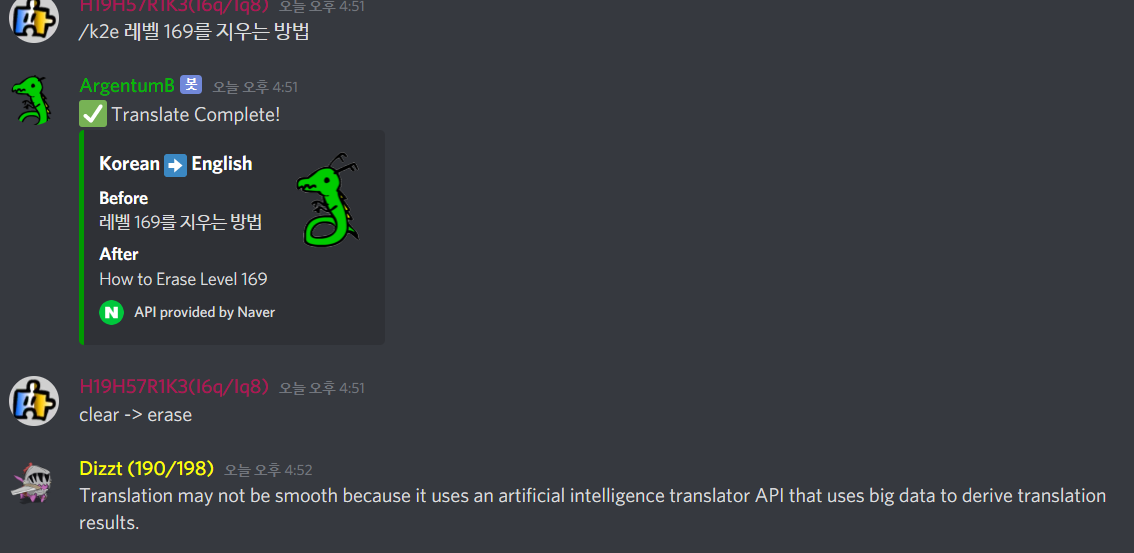 H19H57R1K3(I6q/Iq8) 오늘 오후 4:51
/k2e 레벨 169를 지우는 방법
ArgentumB 봇 오늘 오후 4:51
✅ Translate Complete!
Korean ➡ English
Before
레벨 169를 지우는 방법
After
How to Erase Level 169
N API provided by Naver
H19H57R1K3(I6q/Iq8) 오늘 오후 4:51
clear -> erase
Dizzt (190/198) 오늘 오후 4:52
Translation may not be smooth because it uses an artificial intelligence translator API that uses big data to derive translation
results.